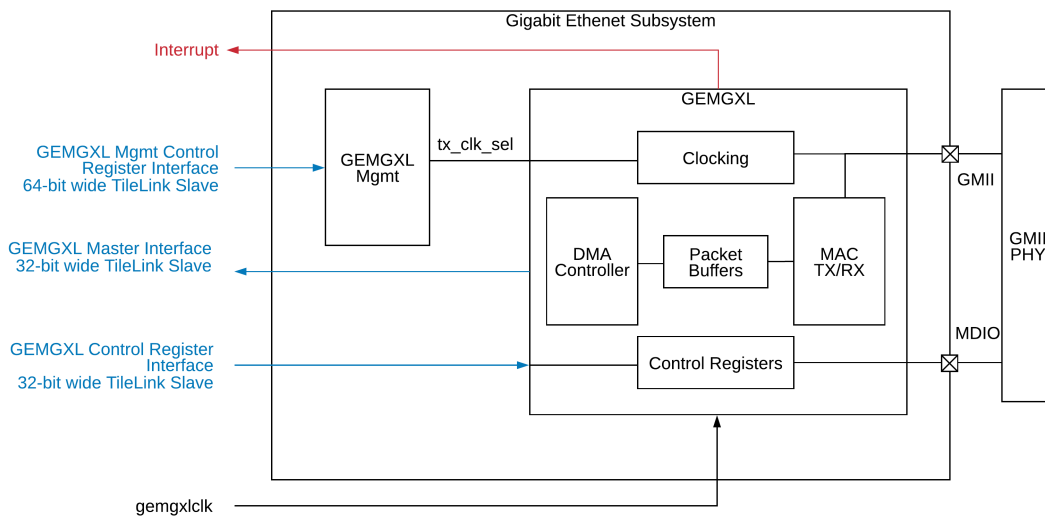 Gigabit Ethenet Subsystem
Interrupt
GEMGXL
GEMGXL Mgmt Control
Register Interface
64-bit wide TileLink Slave
GEMGXL
Mgmt
tx_clk_sel
Clocking
GMII
GEMGXL Master Interface
32-bit wide TileLink Slave
DMA
Controller
Packet
Buffers
MAC
TX/RX
GMII
PHY
MDIO
GEMGXL Control Register
Interface
32-bit wide TileLink Slave
Control Registers
gemgxlclk